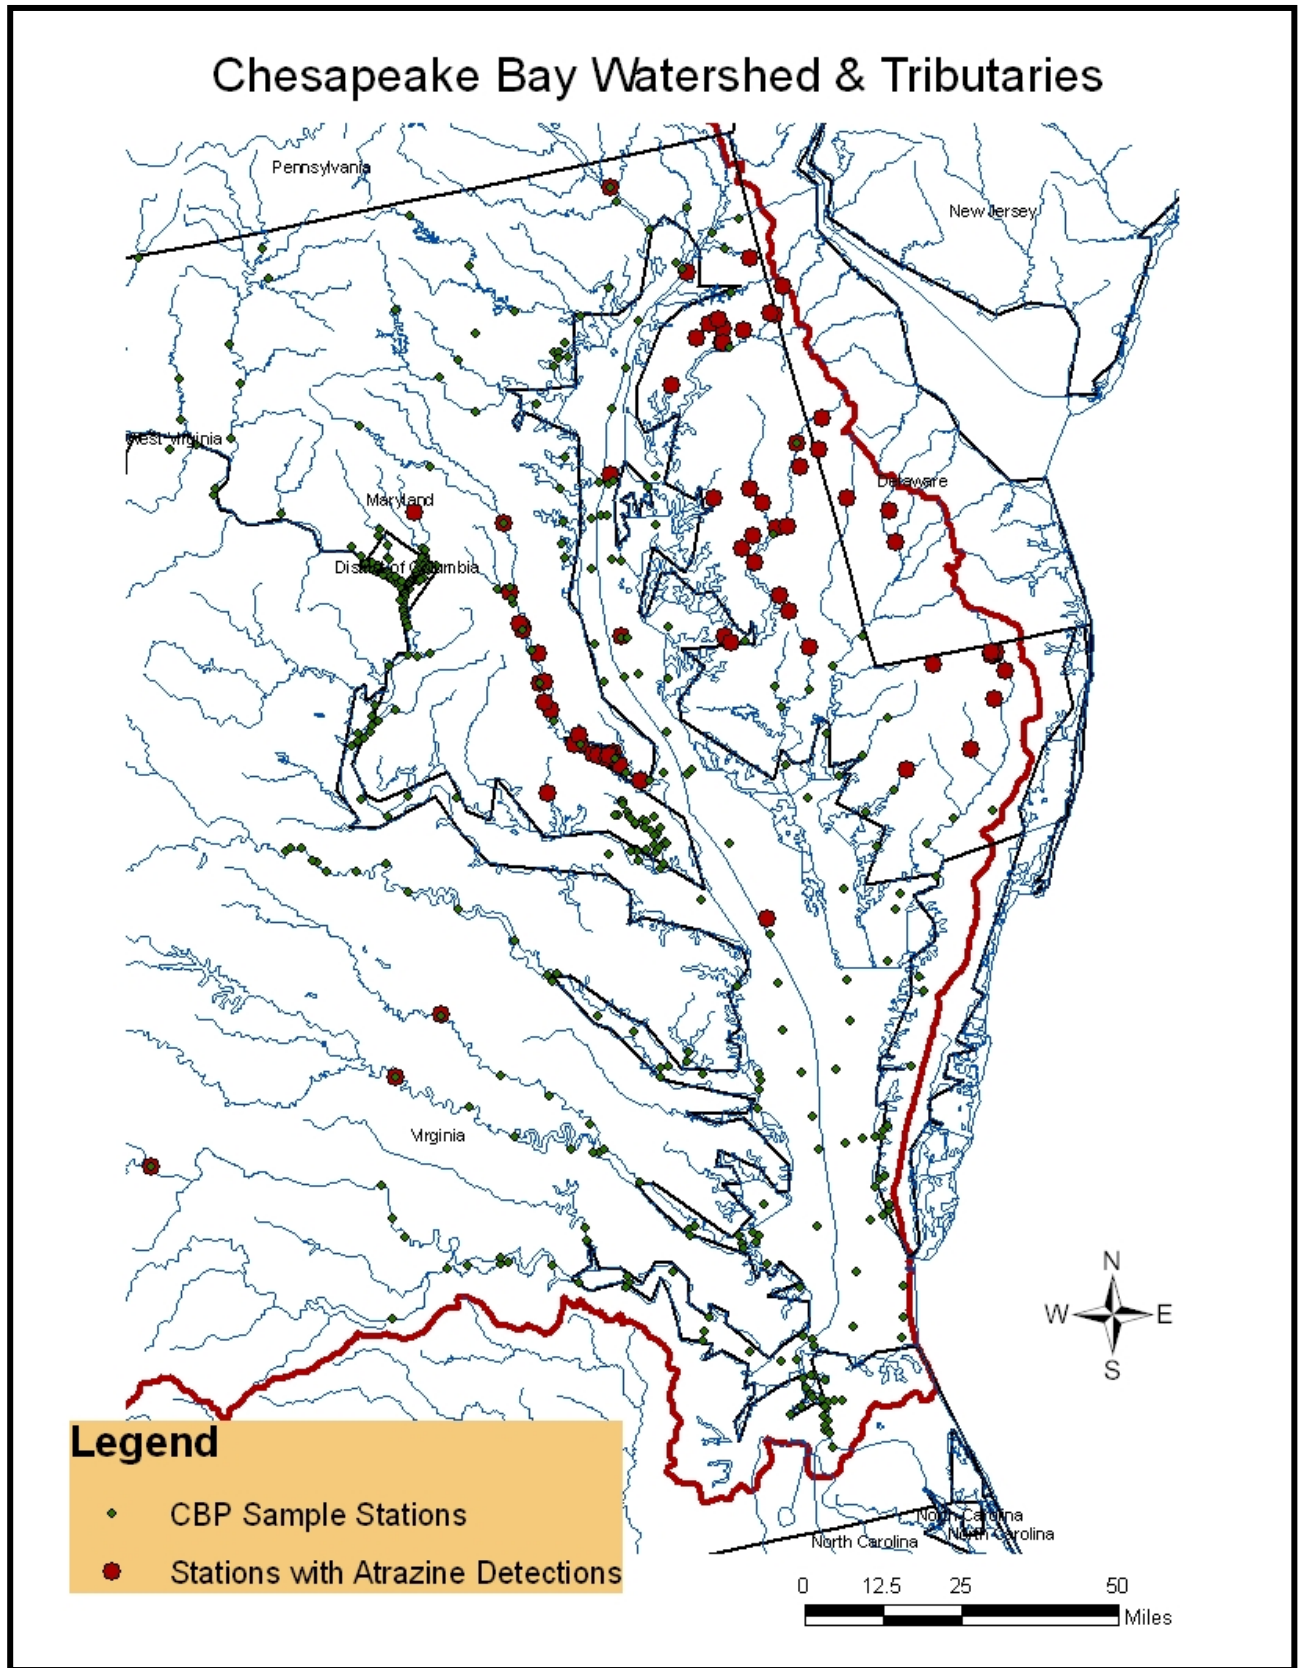 Chesapeake Bay Watershed & Tributaries
Pennsylvania
New Jersey
West Virginia
Delaware
Maryland
District of Columbia
Virginia
N
W E
S
Legend
CBP Sample Stations
Stations with Atrazine Detections
North Carolina
North Carolina
North Carolina
0 12.5 25 50
Miles